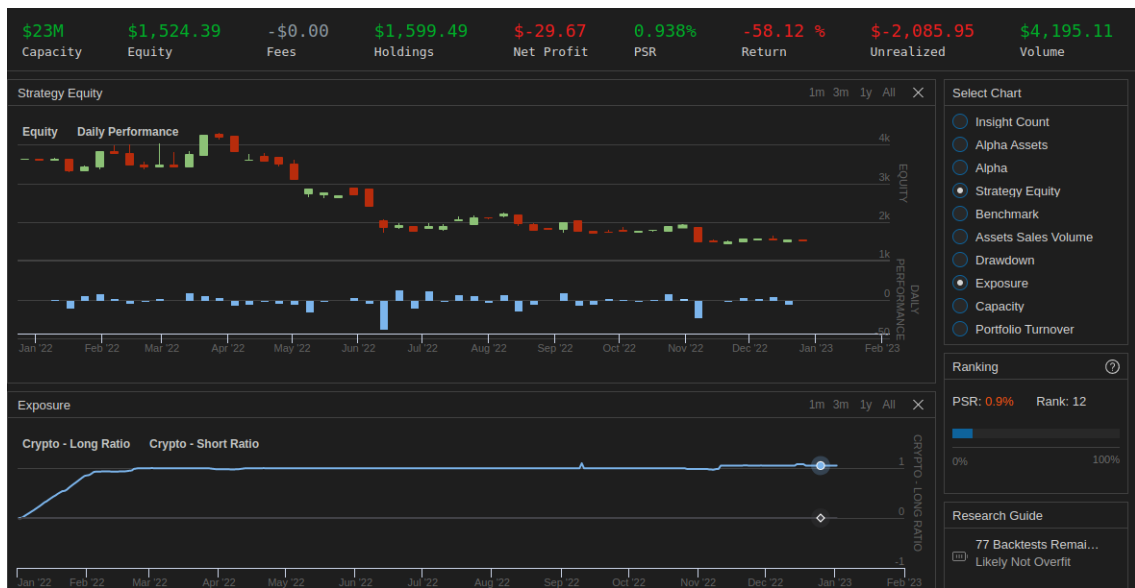 $23M $1,524.39 -$0.00 $1,599.49 $-29.67 0.938% -58.12 % $-2,085.95 $4,195.11
Capacity Equity Fees Holdings Net Profit PSR Return Unrealized Volume
Strategy Equity 1m 3m 1y All
Equity Daily Performance
4k
3k
2k
1k
EQUITY
0
-50
DAILY PERFORMANCE
Jan '22 Feb '22 Mar '22 Apr '22 May '22 Jun '22 Jul '22 Aug '22 Sep '22 Oct '22 Nov '22 Dec '22 Jan '23 Feb '23
Exposure 1m 3m 1y All
Crypto - Long Ratio Crypto - Short Ratio
1
0
-1
CRYPTO - LONG RATIO
Jan '22 Feb '22 Mar '22 Apr '22 May '22 Jun '22 Jul '22 Aug '22 Sep '22 Oct '22 Nov '22 Dec '22 Jan '23 Feb '23
Select Chart
Insight Count
Alpha Assets
Alpha
Strategy Equity
Benchmark
Assets Sales Volume
Drawdown
Exposure
Capacity
Portfolio Turnover
Ranking ?
PSR: 0.9% Rank: 12
0% 100%
Research Guide
77 Backtests Remai...
Likely Not Overfit